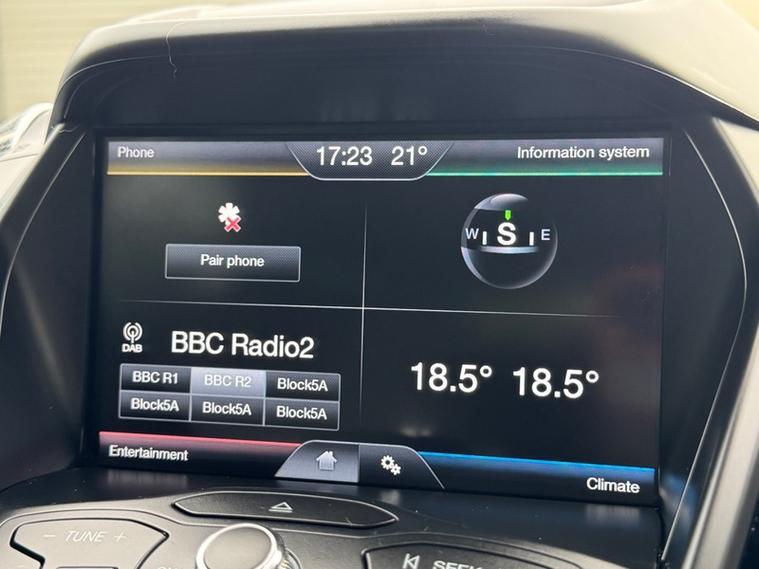 Phone
17:23 21°
Information system
Pair phone
W S E
DAB
BBC Radio2
BBC R1 BBC R2 Block5A
Block5A Block5A Block5A
18.5° 18.5°
Entertainment
Climate
- TUNE +
SEEK